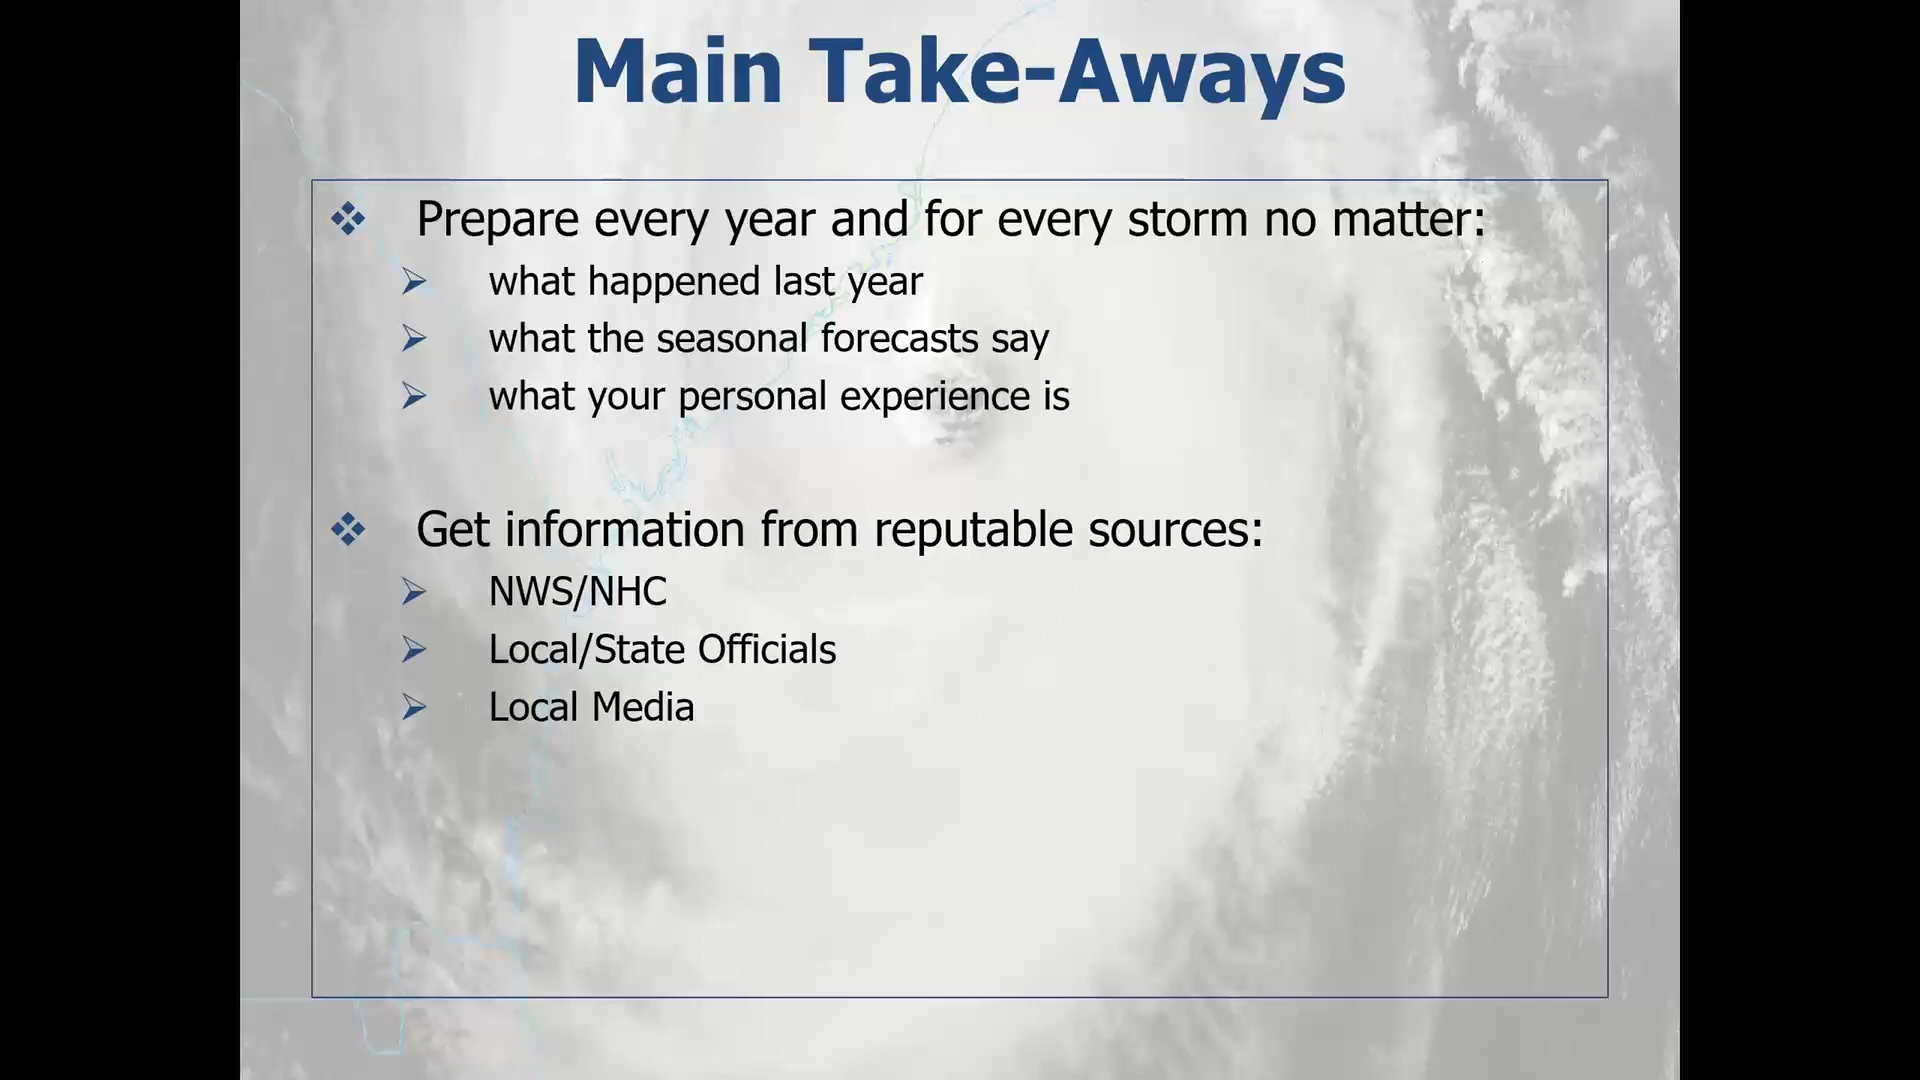 Main Take-Aways
Prepare every year and for every storm no matter:
what happened last year
what the seasonal forecasts say
what your personal experience is
Get information from reputable sources:
NWS/NHC
Local/State Officials
Local Media